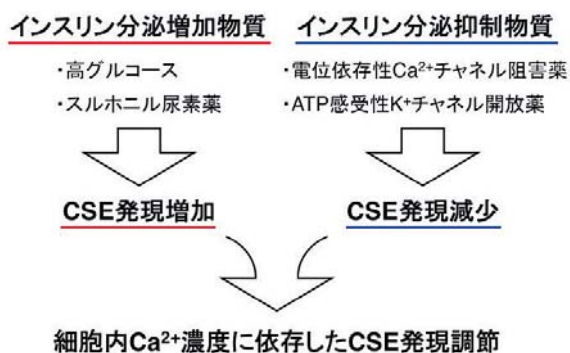 インスリン分泌増加物質
・高グルコース
・スルホニル尿素薬
インスリン分泌抑制物質
・電位依存性Ca²⁺チャネル阻害薬
・ATP感受性K⁺チャネル開放薬
CSE発現増加
CSE発現減少
細胞内Ca²⁺濃度に依存したCSE発現調節